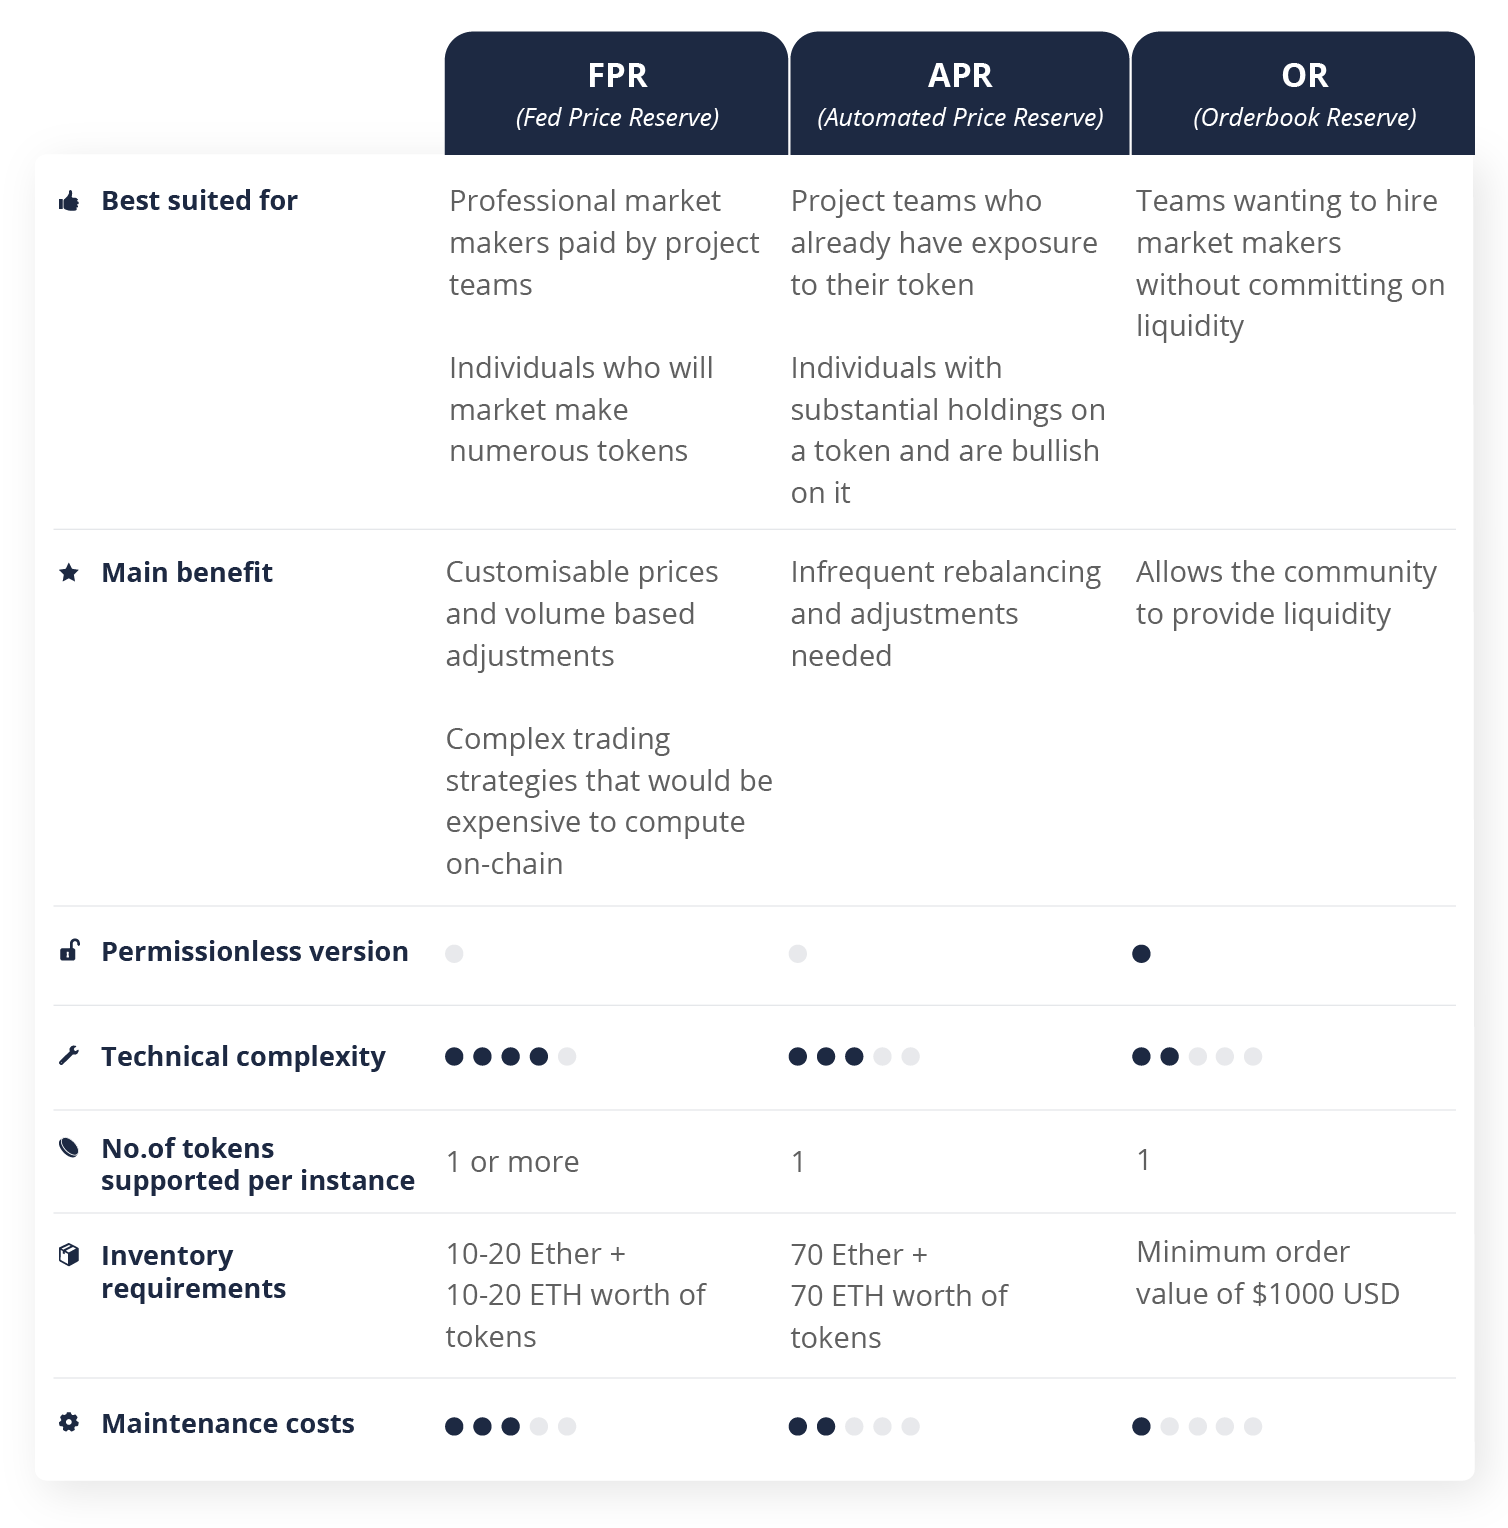 FPR
(Fed Price Reserve)
APR
(Automated Price Reserve)
OR
(Orderbook Reserve)
Best suited for
Professional market
makers paid by project
teams
Individuals who will
market make
numerous tokens
Project teams who
already have exposure
to their token
Individuals with
substantial holdings on
a token and are bullish
on it
Teams wanting to hire
market makers
without committing on
liquidity
Main benefit
Customisable prices
and volume based
adjustments
Complex trading
strategies that would be
expensive to compute
on-chain
Infrequent rebalancing
and adjustments
needed
Allows the community
to provide liquidity
Permissionless version
Technical complexity
No.of tokens
supported per instance
1 or more
1
1
Inventory
requirements
10-20 Ether +
10-20 ETH worth of
tokens
70 Ether +
70 ETH worth of
tokens
Minimum order
value of $1000 USD
Maintenance costs